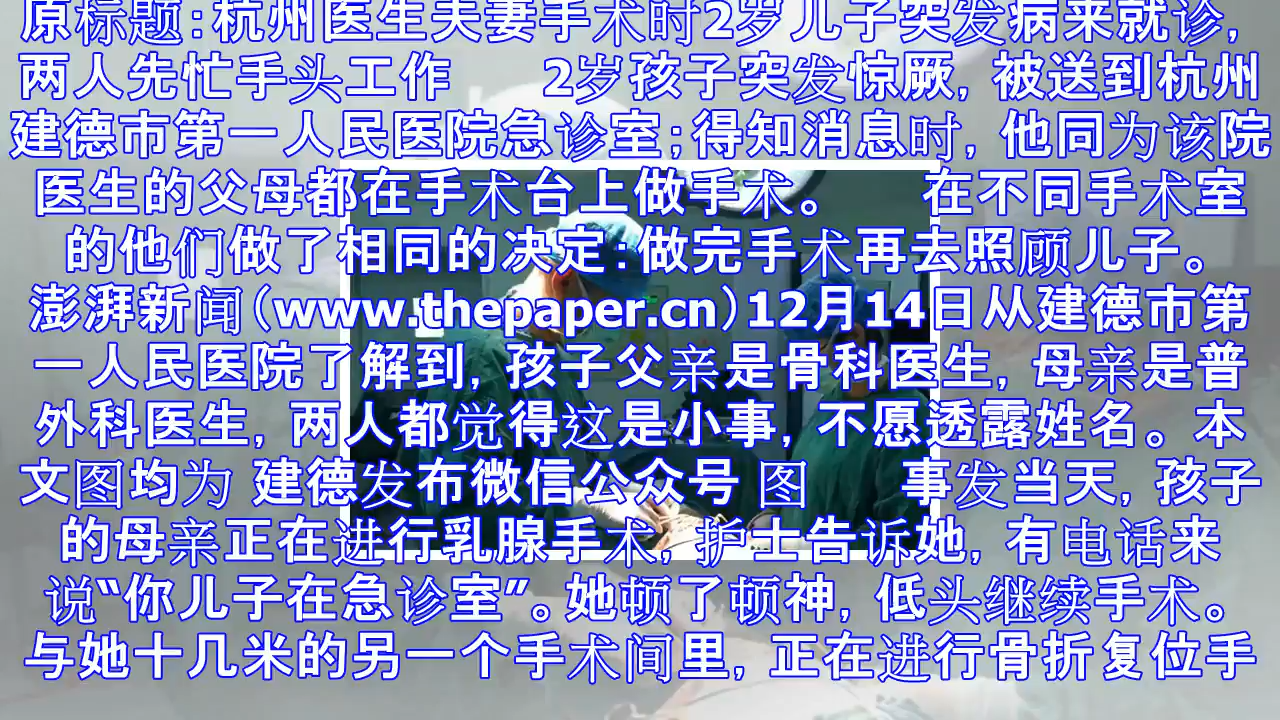 原标题:杭州医生夫妻手术时2岁儿子突发病来就诊,
两人先忙手头工作 2岁孩子突发惊厥, 被送到杭州
建德市第一人民医院急诊室;得知消息时, 他同为该院
医生的父母都在手术台上做手术。 在不同手术室
的他们做了相同的决定:做完手术再去照顾儿子。
澎湃新闻(www.thepaper.cn)12月14日从建德市第
一人民医院了解到, 孩子父亲是骨科医生, 母亲是普
外科医生, 两人都觉得这是小事, 不愿透露姓名。本
文图均为 建德发布微信公众号 图 事发当天, 孩子
的母亲正在进行乳腺手术, 护士告诉她, 有电话来
说“你儿子在急诊室”。她顿了顿神, 低头继续手术。
与她十几米的另一个手术间里, 正在进行骨折复位手